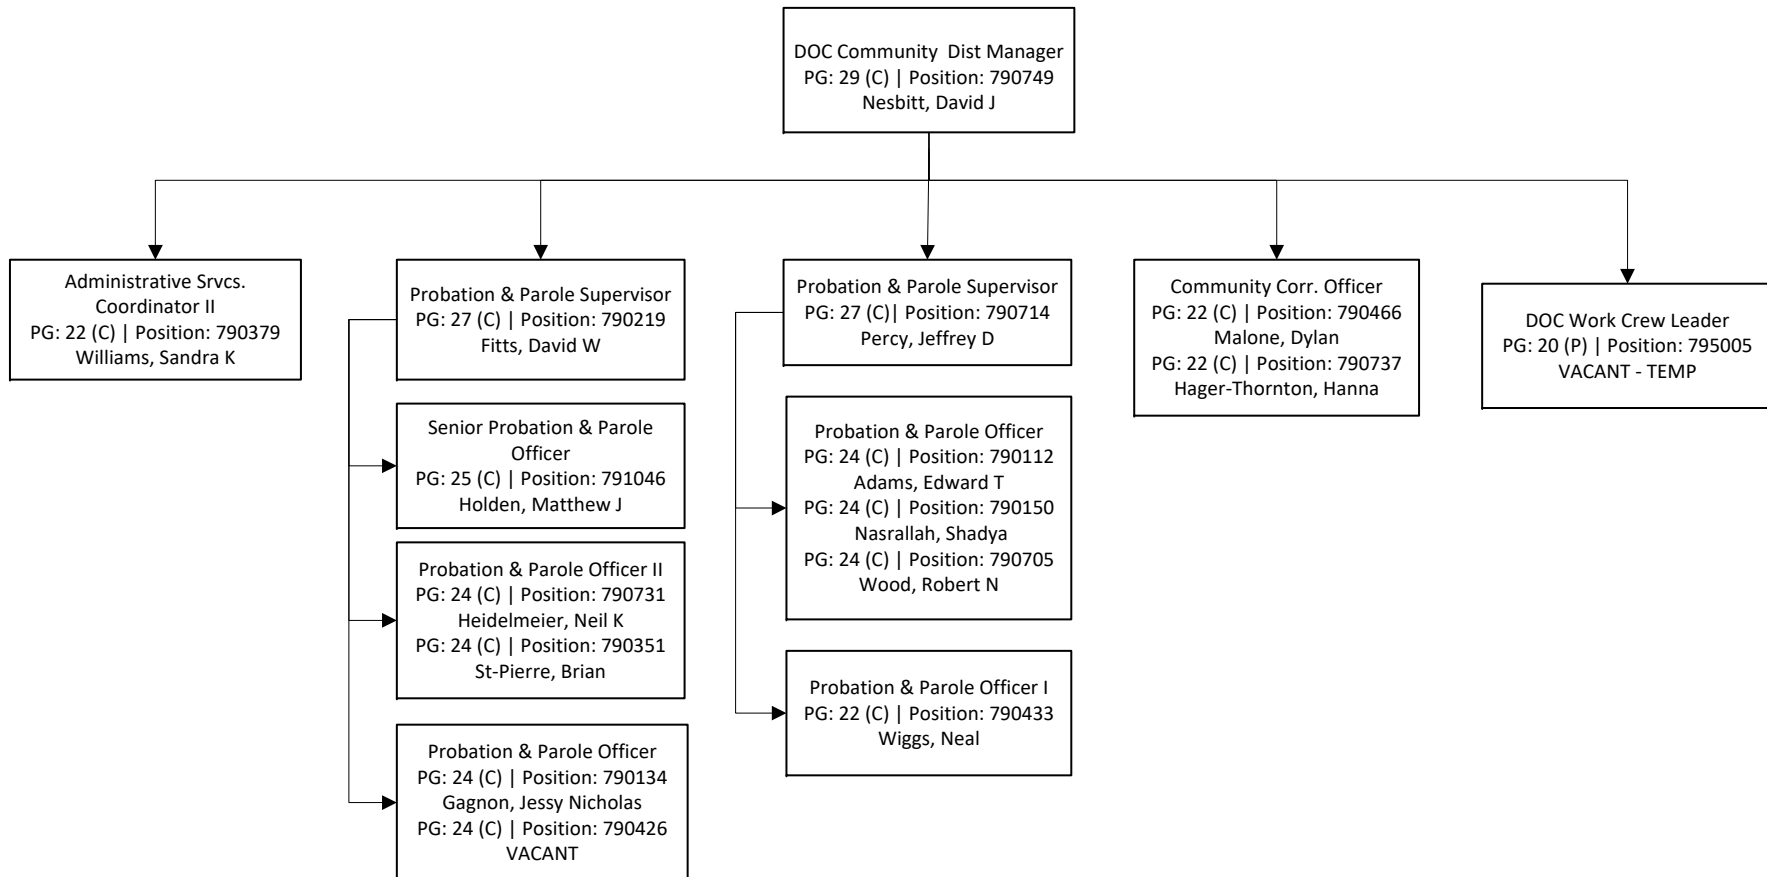 DOC Community  Dist Manager
PG: 29 (C) | Position: 790749
Nesbitt, David J
Administrative Srvcs.
Coordinator II
PG: 22 (C) | Position: 790379
Williams, Sandra K
Probation & Parole Supervisor
PG: 27 (C) | Position: 790219
Fitts, David W
Senior Probation & Parole
Officer
PG: 25 (C) | Position: 791046
Holden, Matthew J
Probation & Parole Officer II
PG: 24 (C) | Position: 790731
Heidelmeier, Neil K
PG: 24 (C) | Position: 790351
St-Pierre, Brian
Probation & Parole Officer
PG: 24 (C) | Position: 790134
Gagnon, Jessy Nicholas
PG: 24 (C) | Position: 790426
VACANT
Probation & Parole Supervisor
PG: 27 (C)| Position: 790714
Percy, Jeffrey D
Probation & Parole Officer
PG: 24 (C) | Position: 790112
Adams, Edward T
PG: 24 (C) | Position: 790150
Nasrallah, Shadya
PG: 24 (C) | Position: 790705
Wood, Robert N
Probation & Parole Officer I
PG: 22 (C) | Position: 790433
Wiggs, Neal
Community Corr. Officer
PG: 22 (C) | Position: 790466
Malone, Dylan
PG: 22 (C) | Position: 790737
Hager-Thornton, Hanna
DOC Work Crew Leader
PG: 20 (P) | Position: 795005
VACANT - TEMP